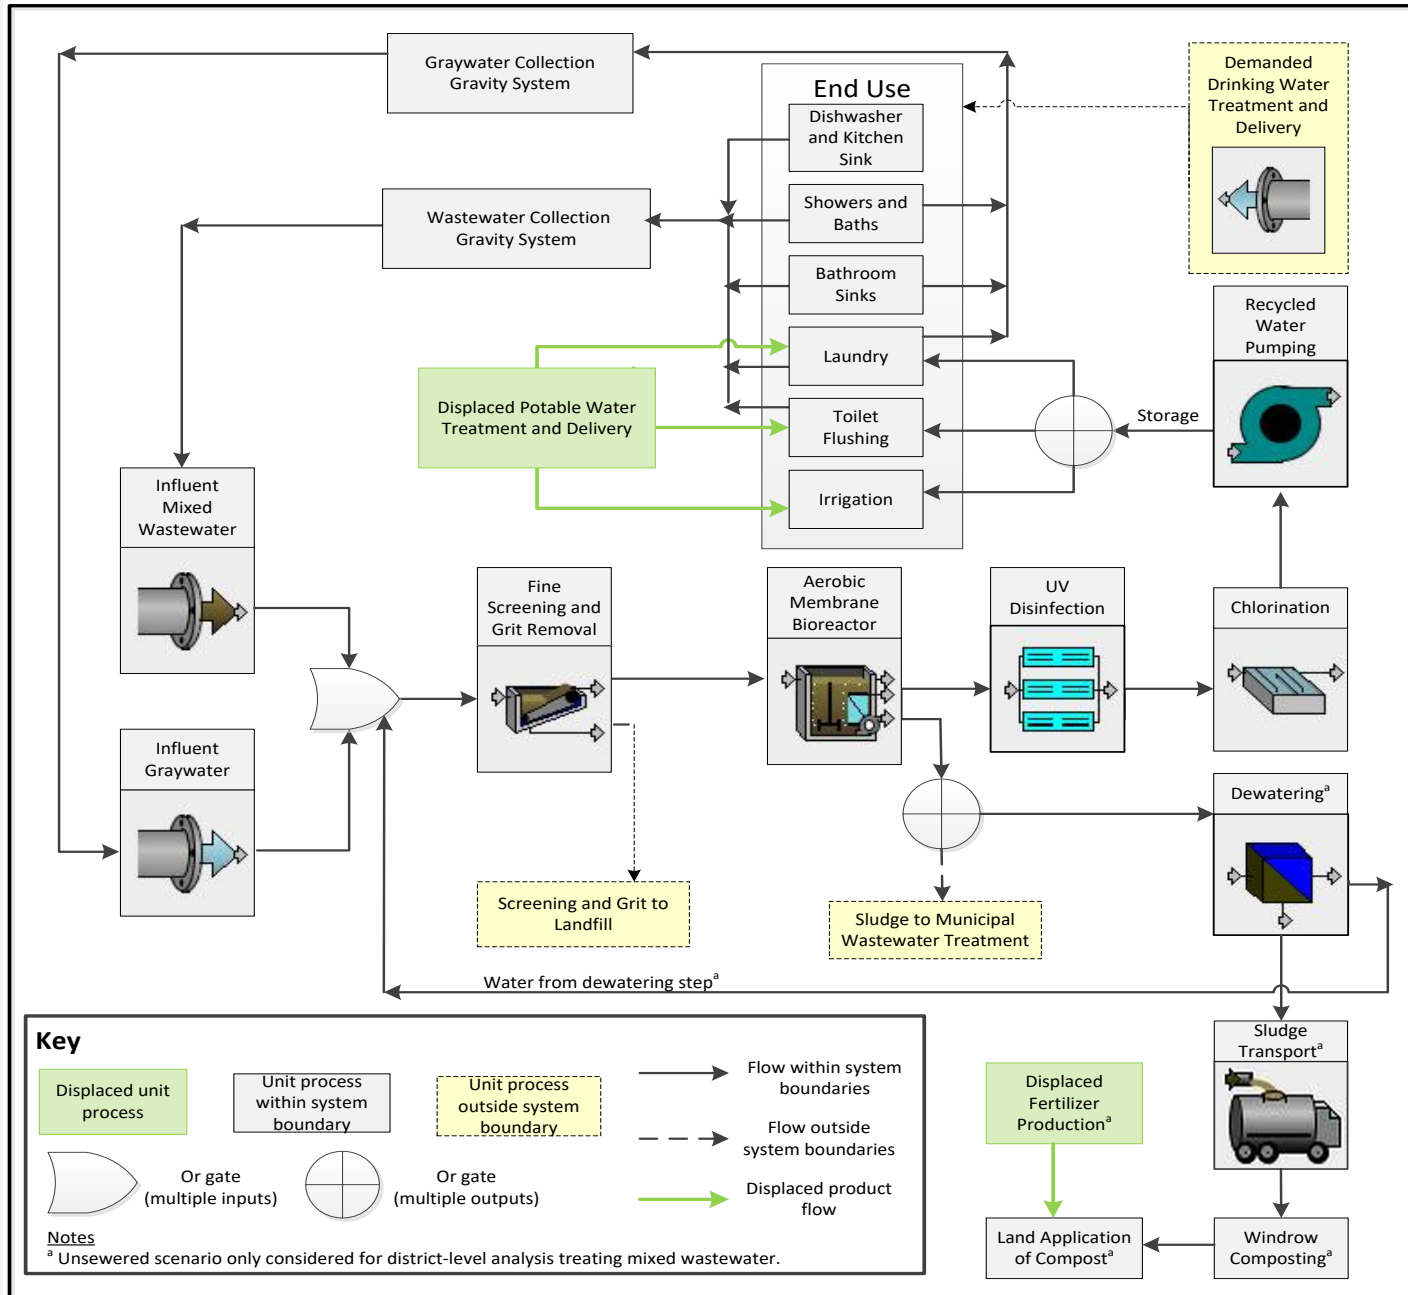 Graywater Collection
Gravity System
End Use
Demanded
Drinking Water
Treatment and
Delivery
Dishwasher
and Kitchen
Sink
Wastewater Collection
Gravity System
Showers and
Baths
Bathroom
Sinks
Recycled
Water
Pumping
Laundry
Displaced Potable Water
Treatment and Delivery
Toilet
Flushing
Storage
Irrigation
Influent
Mixed
Wastewater
Fine
Screening and
Grit Removal
Aerobic
Membrane
Bioreactor
UV
Disinfection
Chlorination
Influent
Graywater
Dewateringᵃ
Screening and Grit to
Landfill
Sludge to Municipal
Wastewater Treatment
Water from dewatering stepᵃ
Sludge
Transportᵃ
Displaced
Fertilizer
Productionᵃ
Land Application
of Compostᵃ
Windrow
Compostingᵃ
Key
Displaced unit
process
Unit process
within system
boundary
Unit process
outside system
boundary
Flow within system
boundaries
Flow outside
system boundaries
Displaced product
flow
Or gate
(multiple inputs)
Or gate
(multiple outputs)
Notes
ᵃ Unsewered scenario only considered for district-level analysis treating mixed wastewater.